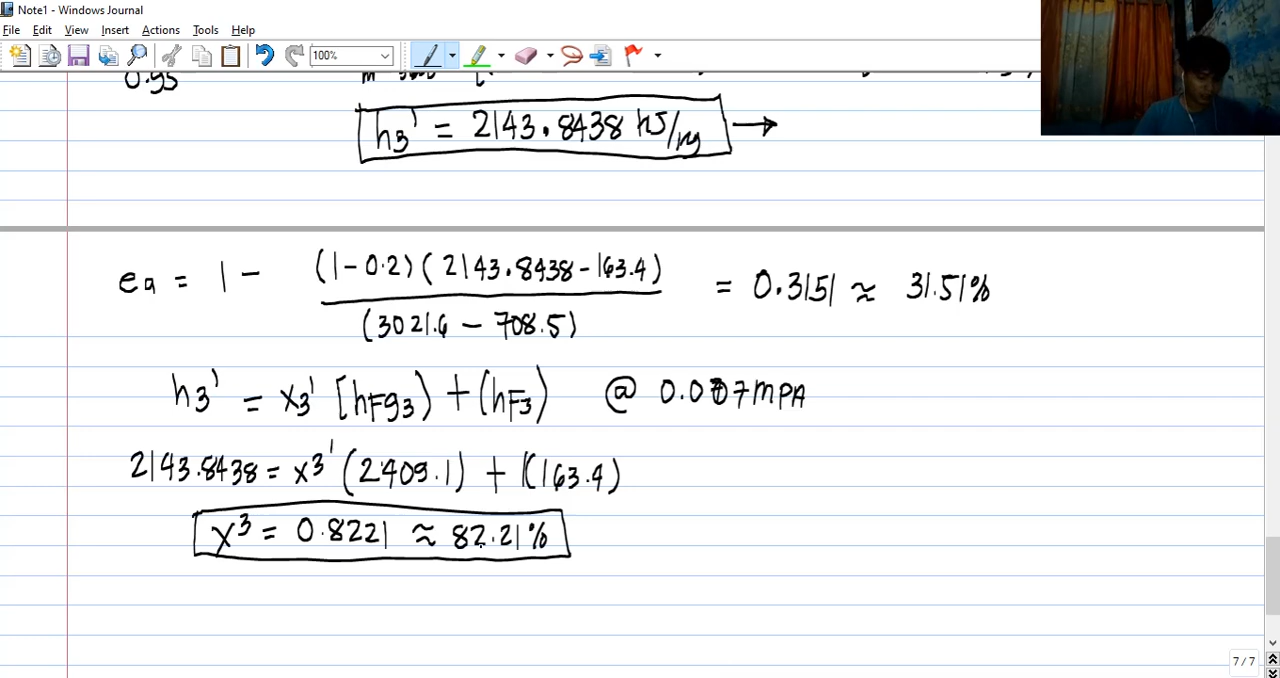 Note1 - Windows Journal
File Edit View Insert Actions Tools Help
100%
0.95
h3' = 2143.8438 kJ/kg →
ea = 1 - (1-0.2)(2143.8438-163.4)
(3021.6 - 708.5)
= 0.3151 ≈ 31.51%
h3' = x3' [hFg3) + (hF3) @ 0.007MPA
2143.8438 = x3' (2409.1) + ((163.4)
x3 = 0.8221 ≈ 82.21%
7 / 7